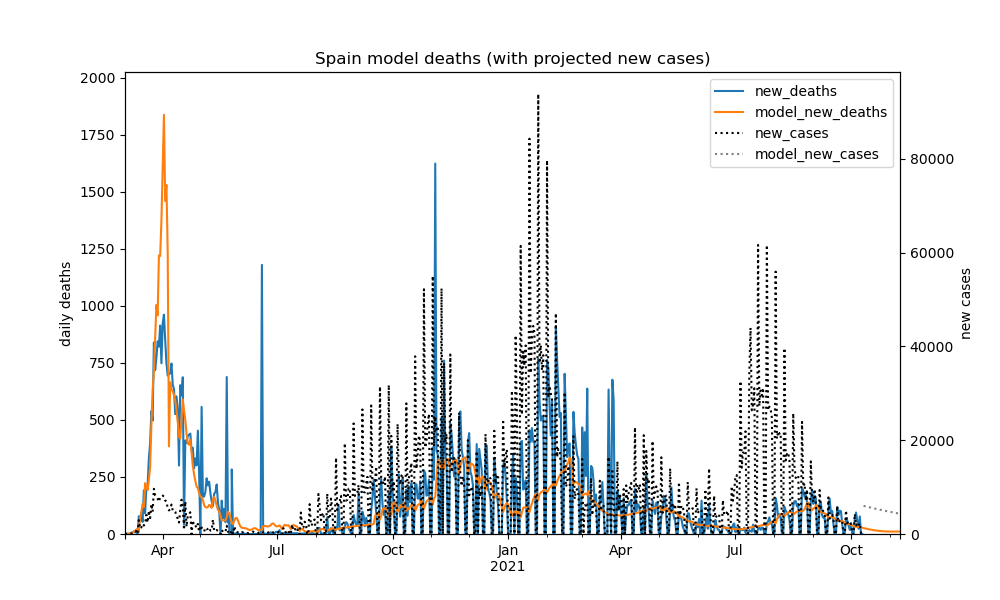 Spain model deaths (with projected new cases)
new_deaths
model_new_deaths
new_cases
model_new_cases
daily deaths
2000
1750
1500
1250
1000
750
500
250
0
new cases
80000
60000
40000
20000
0
Apr
Jul
Oct
Jan
2021
Apr
Jul
Oct